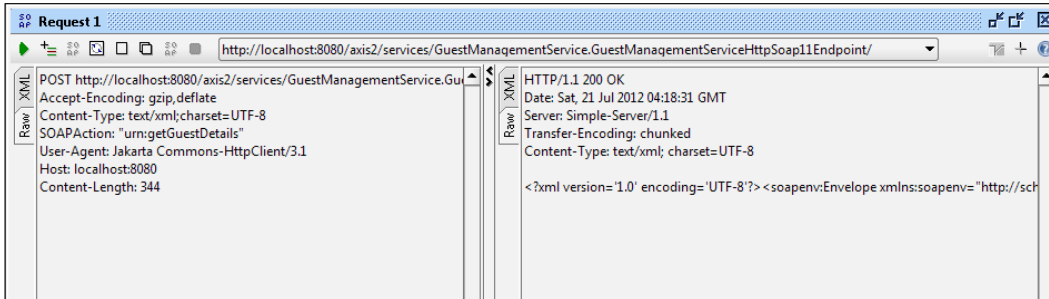 Request 1
http://localhost:8080/axis2/services/GuestManagementService.GuestManagementServiceHttpSoap11Endpoint/
XML
Raw
POST http://localhost:8080/axis2/services/GuestManagementService.Gue
Accept-Encoding: gzip,deflate
Content-Type: text/xml;charset=UTF-8
SOAPAction: "urn:getGuestDetails"
User-Agent: Jakarta Commons-HttpClient/3.1
Host: localhost:8080
Content-Length: 344
XML
Raw
HTTP/1.1 200 OK
Date: Sat, 21 Jul 2012 04:18:31 GMT
Server: Simple-Server/1.1
Transfer-Encoding: chunked
Content-Type: text/xml; charset=UTF-8
<?xml version='1.0' encoding='UTF-8'?><soapenv:Envelope xmlns:soapenv="http://sch